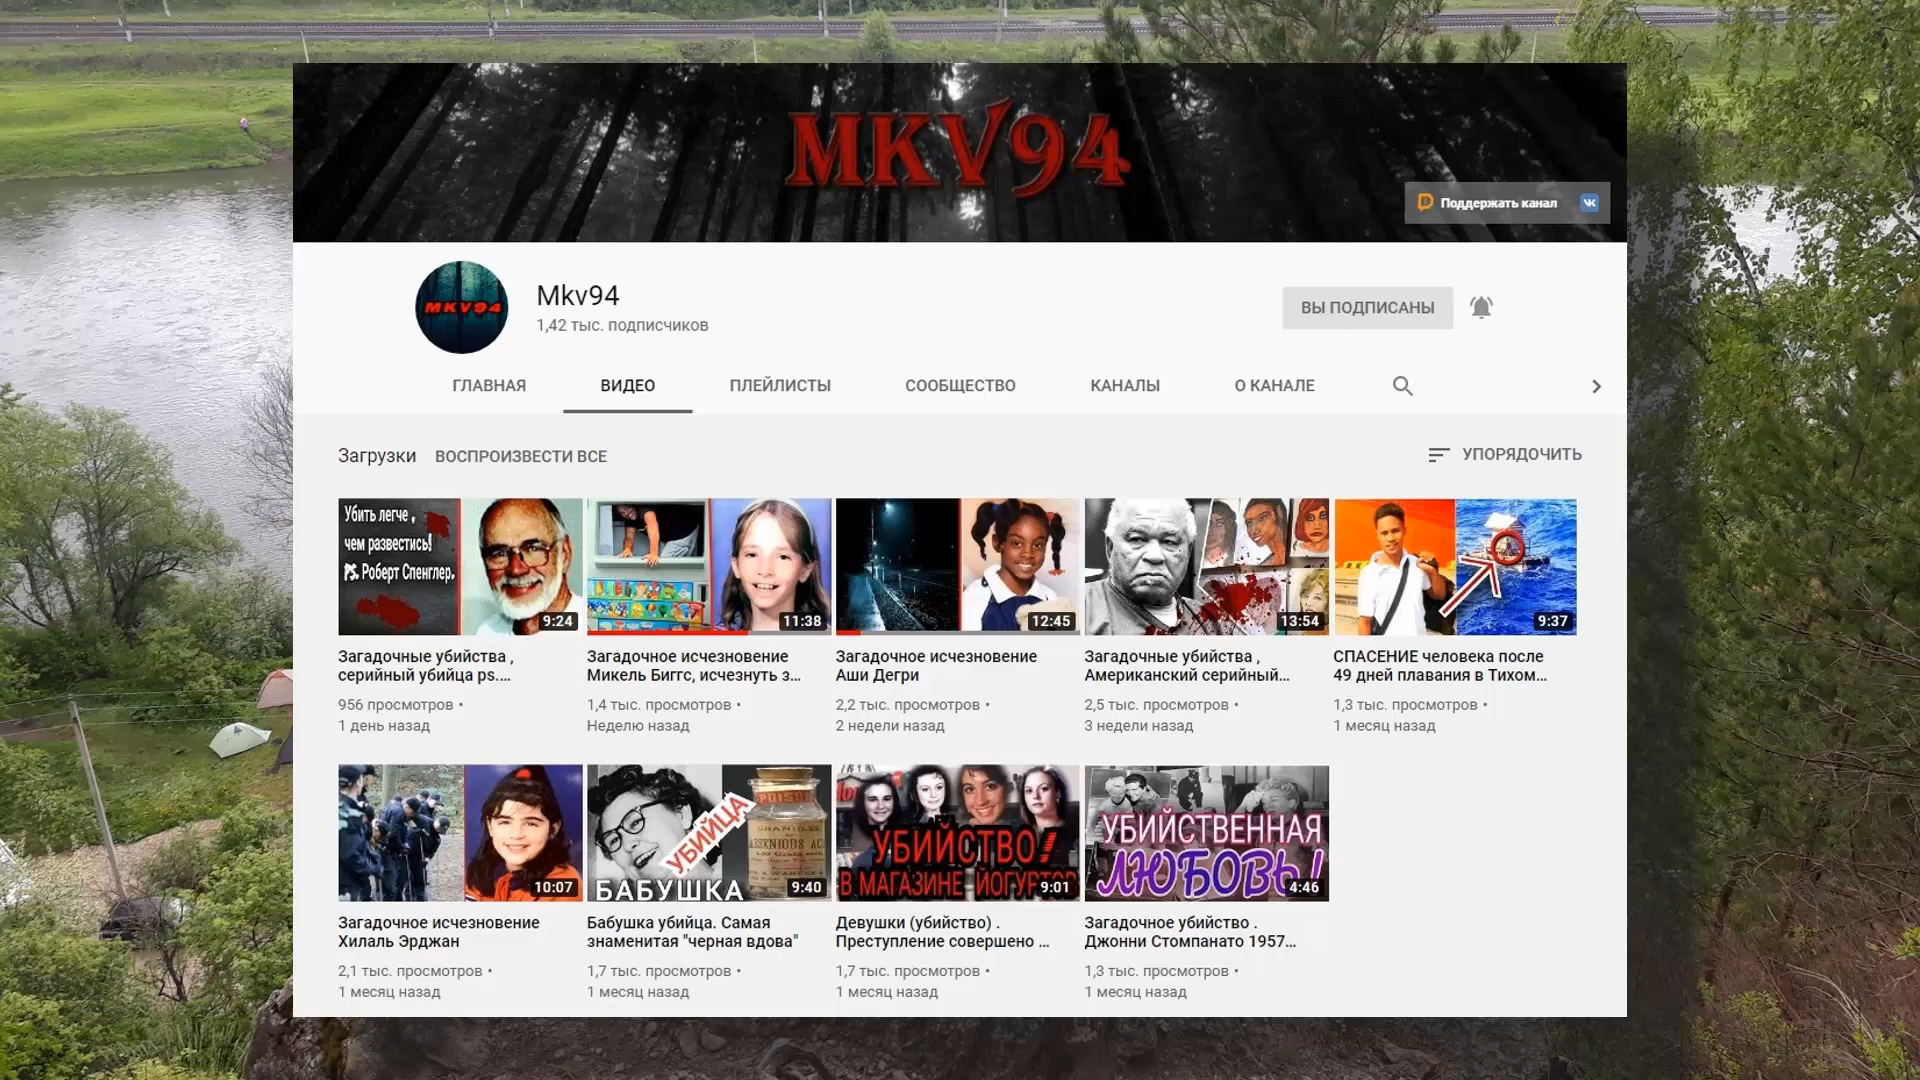 MKV94
Поддержать канал
MKV94
Mkv94
1,42 тыс. подписчиков
ВЫ ПОДПИСАНЫ
ГЛАВНАЯ
ВИДЕО
ПЛЕЙЛИСТЫ
СООБЩЕСТВО
КАНАЛЫ
О КАНАЛЕ
Загрузки
ВОСПРОИЗВЕСТИ ВСЕ
УПОРЯДОЧИТЬ
Убить легче ,
чем развестись!
PS. Роберт Спенглер.
9:24
Загадочные убийства ,
серийный убийца ps....
956 просмотров •
1 день назад
11:38
Загадочное исчезновение
Микель Биггс, исчезнуть з...
1,4 тыс. просмотров •
Неделю назад
12:45
Загадочное исчезновение
Аши Дегри
2,2 тыс. просмотров •
2 недели назад
13:54
Загадочные убийства ,
Американский серийный...
2,5 тыс. просмотров •
3 недели назад
9:37
СПАСЕНИЕ человека после
49 дней плавания в Тихом...
1,3 тыс. просмотров •
1 месяц назад
10:07
Загадочное исчезновение
Хилаль Эрджан
2,1 тыс. просмотров •
1 месяц назад
УБИЙЦА
БАБУШКА
POISON
9:40
Бабушка убийца. Самая
знаменитая "черная вдова"
1,7 тыс. просмотров •
1 месяц назад
УБИЙСТВО!
В МАГАЗИНЕ ЙОГУРТОВ
9:01
Девушки (убийство) .
Преступление совершено ...
1,7 тыс. просмотров •
1 месяц назад
УБИЙСТВЕННАЯ
ЛЮБОВЬ!
4:46
Загадочное убийство .
Джонни Стомпанато 1957...
1,3 тыс. просмотров •
1 месяц назад